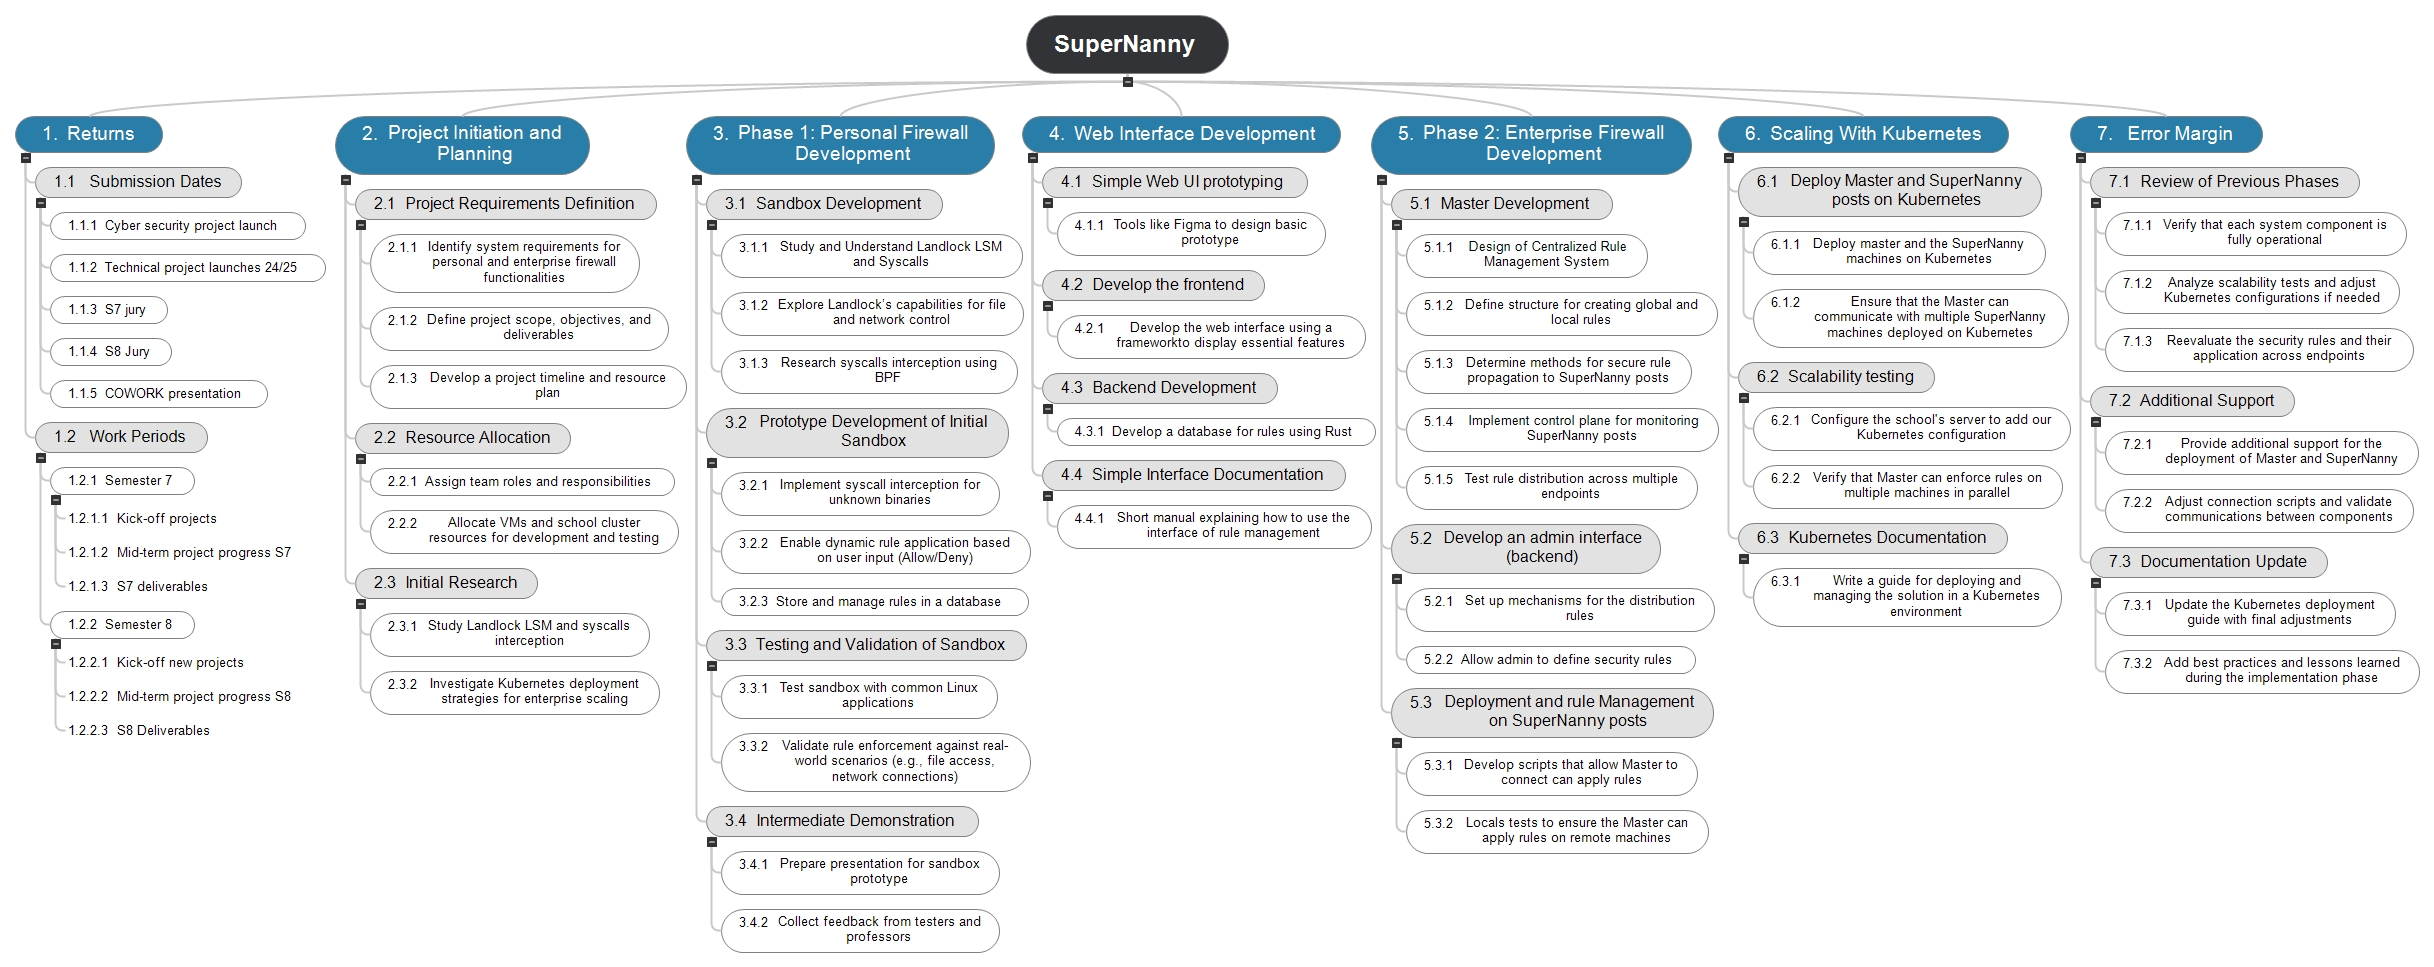 SuperNanny
1. Returns
1.1 Submission Dates
1.1.1 Cyber security project launch
1.1.2 Technical project launches 24/25
1.1.3 S7 jury
1.1.4 S8 Jury
1.1.5 COWORK presentation
1.2 Work Periods
1.2.1 Semester 7
1.2.1.1 Kick-off projects
1.2.1.2 Mid-term project progress S7
1.2.1.3 S7 deliverables
1.2.2 Semester 8
1.2.2.1 Kick-off new projects
1.2.2.2 Mid-term project progress S8
1.2.2.3 S8 Deliverables
2. Project Initiation and
Planning
2.1 Project Requirements Definition
2.1.1 Identify system requirements for
personal and enterprise firewall
functionalities
2.1.2 Define project scope, objectives, and
deliverables
2.1.3 Develop a project timeline and resource
plan
2.2 Resource Allocation
2.2.1 Assign team roles and responsibilities
2.2.2 Allocate VMs and school cluster
resources for development and testing
2.3 Initial Research
2.3.1 Study Landlock LSM and syscalls
interception
2.3.2 Investigate Kubernetes deployment
strategies for enterprise scaling
3. Phase 1: Personal Firewall
Development
3.1 Sandbox Development
3.1.1 Study and Understand Landlock LSM
and Syscalls
3.1.2 Explore Landlock's capabilities for file
and network control
3.1.3 Research syscalls interception using
BPF
3.2 Prototype Development of Initial
Sandbox
3.2.1 Implement syscall interception for
unknown binaries
3.2.2 Enable dynamic rule application based
on user input (Allow/Deny)
3.2.3 Store and manage rules in a database
3.3 Testing and Validation of Sandbox
3.3.1 Test sandbox with common Linux
applications
3.3.2 Validate rule enforcement against real-
world scenarios (e.g., file access,
network connections)
3.4 Intermediate Demonstration
3.4.1 Prepare presentation for sandbox
prototype
3.4.2 Collect feedback from testers and
professors
4. Web Interface Development
4.1 Simple Web UI prototyping
4.1.1 Tools like Figma to design basic
prototype
4.2 Develop the frontend
4.2.1 Develop the web interface using a
frameworkto display essential features
4.3 Backend Development
4.3.1 Develop a database for rules using Rust
4.4 Simple Interface Documentation
4.4.1 Short manual explaining how to use the
interface of rule management
5. Phase 2: Enterprise Firewall
Development
5.1 Master Development
5.1.1 Design of Centralized Rule
Management System
5.1.2 Define structure for creating global and
local rules
5.1.3 Determine methods for secure rule
propagation to SuperNanny posts
5.1.4 Implement control plane for monitoring
SuperNanny posts
5.1.5 Test rule distribution across multiple
endpoints
5.2 Develop an admin interface
(backend)
5.2.1 Set up mechanisms for the distribution
rules
5.2.2 Allow admin to define security rules
5.3 Deployment and rule Management
on SuperNanny posts
5.3.1 Develop scripts that allow Master to
connect can apply rules
5.3.2 Locals tests to ensure the Master can
apply rules on remote machines
6. Scaling With Kubernetes
6.1 Deploy Master and SuperNanny
posts on Kubernetes
6.1.1 Deploy master and the SuperNanny
machines on Kubernetes
6.1.2 Ensure that the Master can
communicate with multiple SuperNanny
machines deployed on Kubernetes
6.2 Scalability testing
6.2.1 Configure the school's server to add our
Kubernetes configuration
6.2.2 Verify that Master can enforce rules on
multiple machines in parallel
6.3 Kubernetes Documentation
6.3.1 Write a guide for deploying and
managing the solution in a Kubernetes
environment
7. Error Margin
7.1 Review of Previous Phases
7.1.1 Verify that each system component is
fully operational
7.1.2 Analyze scalability tests and adjust
Kubernetes configurations if needed
7.1.3 Reevaluate the security rules and their
application across endpoints
7.2 Additional Support
7.2.1 Provide additional support for the
deployment of Master and SuperNanny
7.2.2 Adjust connection scripts and validate
communications between components
7.3 Documentation Update
7.3.1 Update the Kubernetes deployment
guide with final adjustments
7.3.2 Add best practices and lessons learned
during the implementation phase